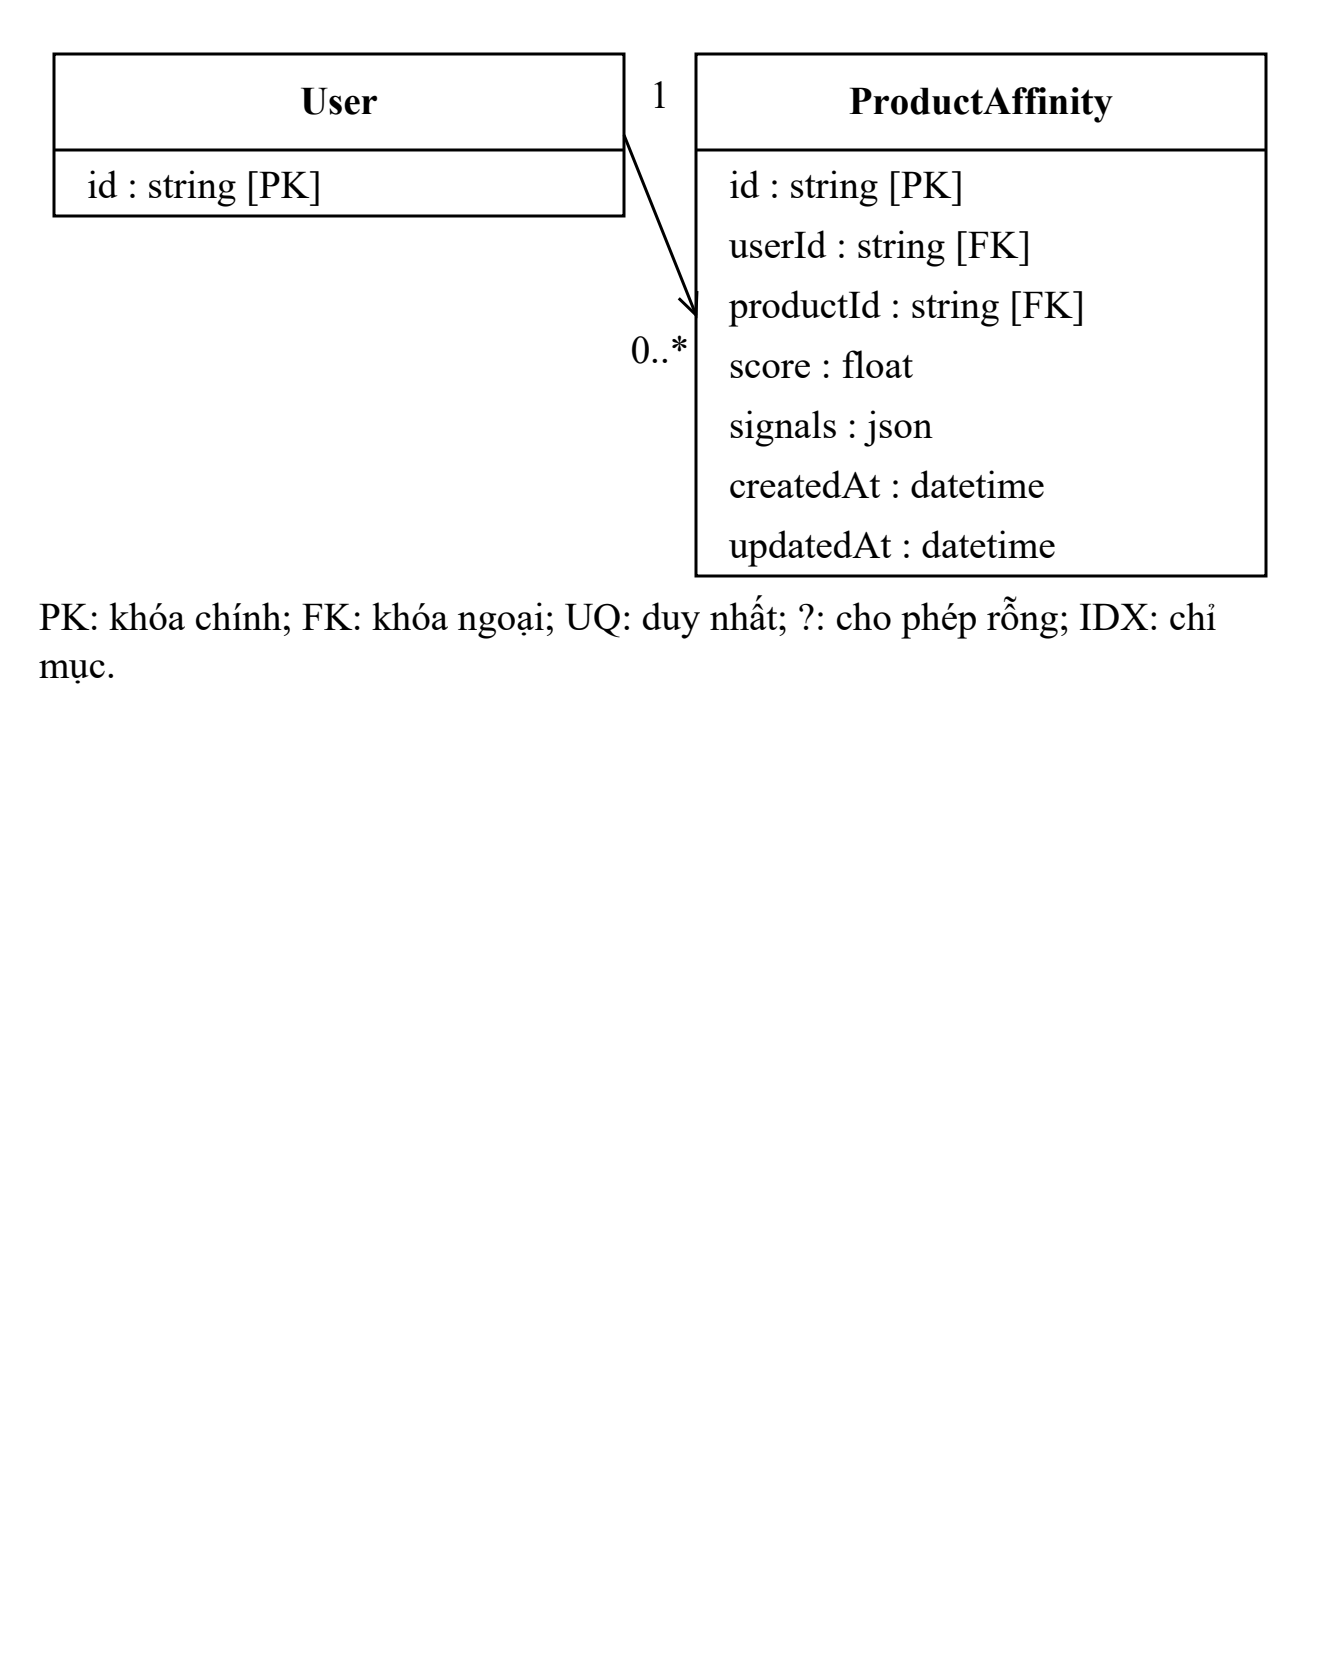 User
id : string [PK]
1
0..*
ProductAffinity
id : string [PK]
userId : string [FK]
productId : string [FK]
score : float
signals : json
createdAt : datetime
updatedAt : datetime
PK: khóa chính; FK: khóa ngoại; UQ: duy nhất; ?: cho phép rỗng; IDX: chỉ
mục.